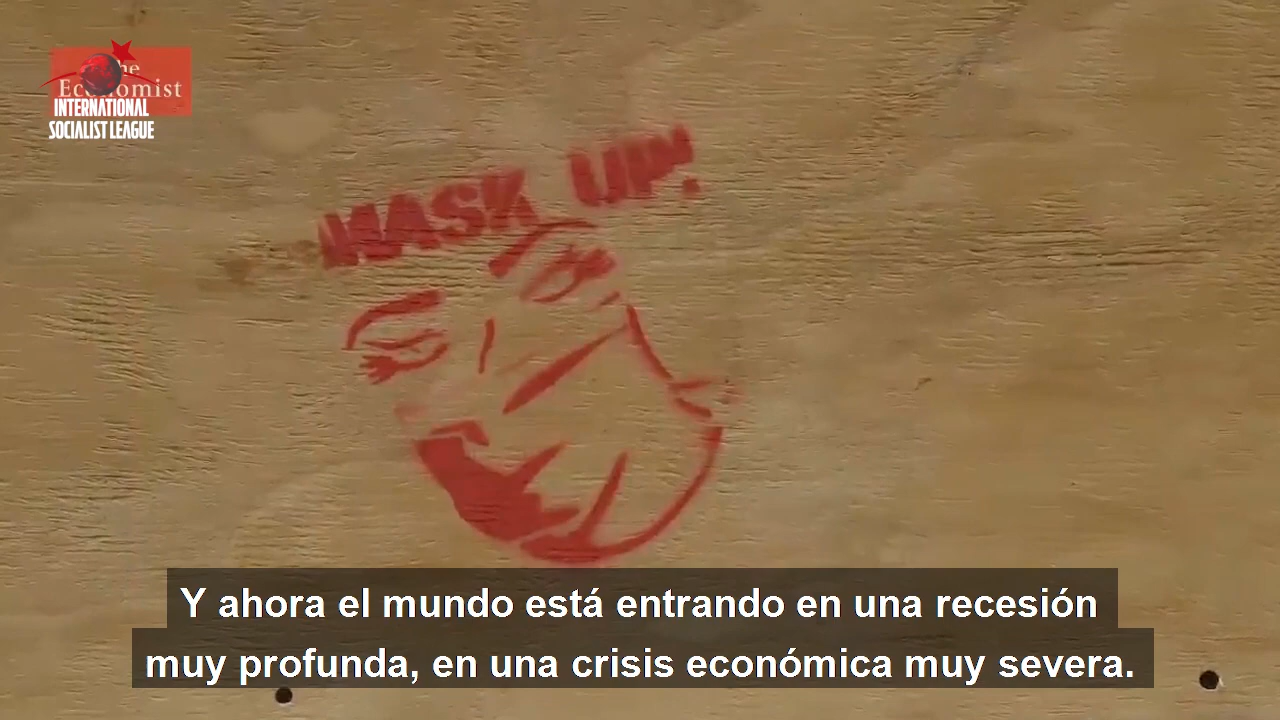 The
Economist
INTERNATIONAL
SOCIALIST LEAGUE
MASK UP!
Y ahora el mundo está entrando en una recesión
muy profunda, en una crisis económica muy severa.